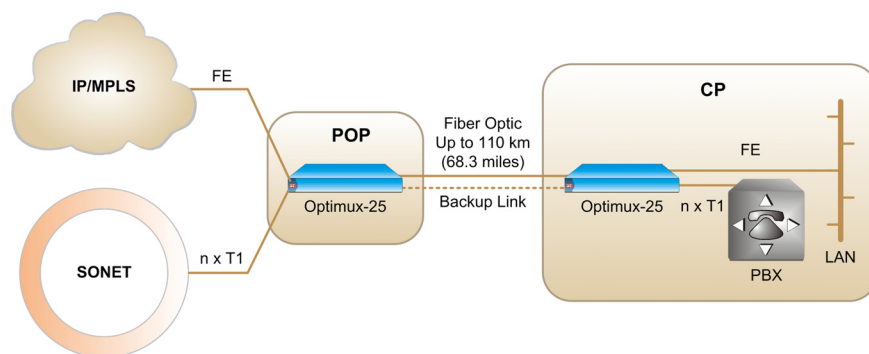 IP/MPLS
FE
SONET
n x T1
POP
Optimux-25
Fiber Optic
Up to 110 km
(68.3 miles)
Backup Link
CP
Optimux-25
FE
n x T1
PBX
LAN